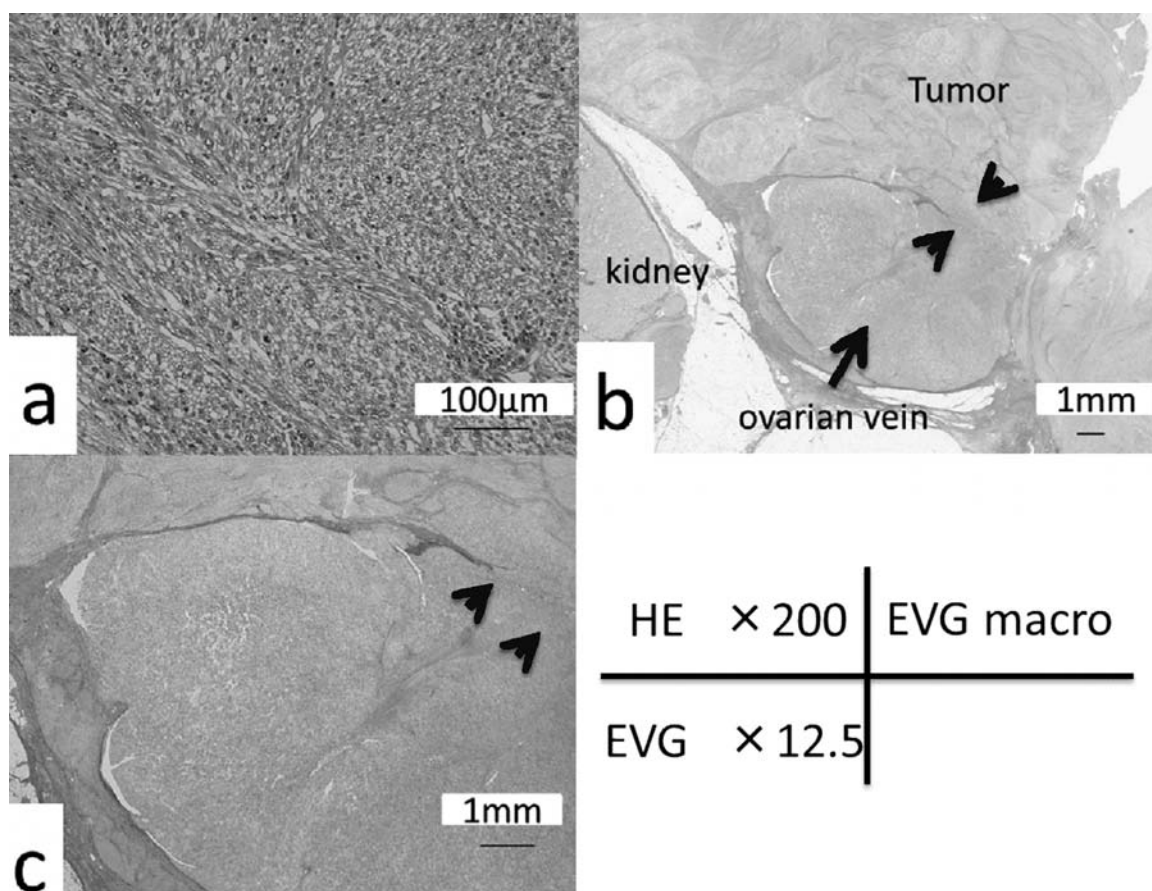 a
100μm
Tumor
kidney
ovarian vein
b
1mm
c
1mm
HE × 200
EVG macro
EVG × 12.5